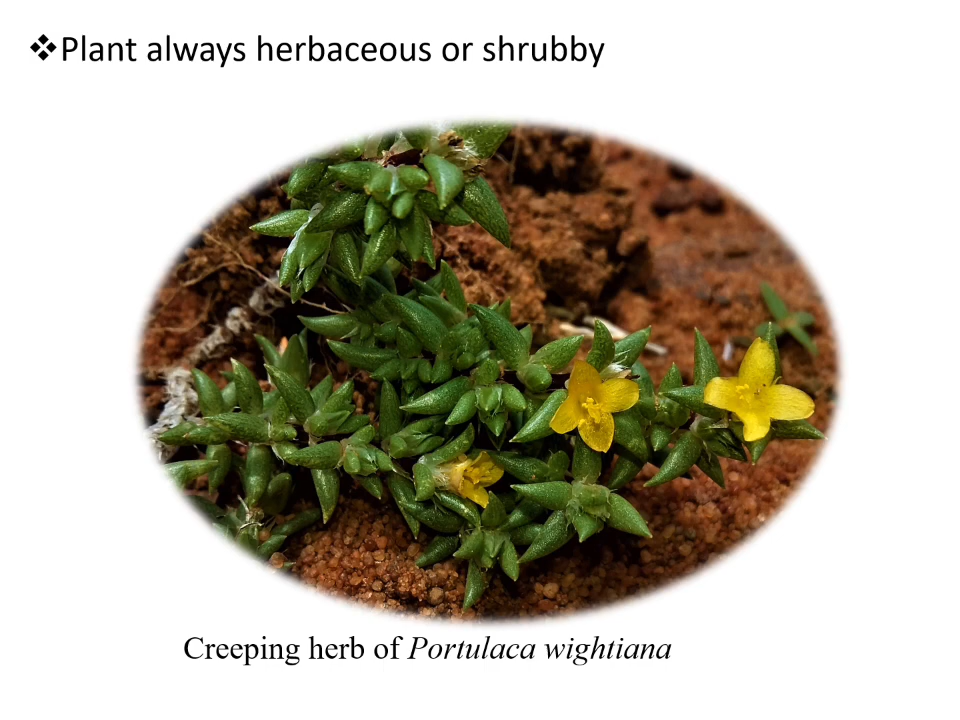 ❖Plant always herbaceous or shrubby
Creeping herb of Portulaca wightiana